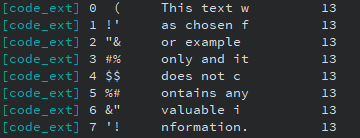 [code_ext] 0  ( This text w 13
[code_ext] 1 !' as chosen f 13
[code_ext] 2 "& or example 13
[code_ext] 3 #% only and it 13
[code_ext] 4 $$ does not c 13
[code_ext] 5 %# ontains any 13
[code_ext] 6 &" valuable i 13
[code_ext] 7 '! nformation. 13